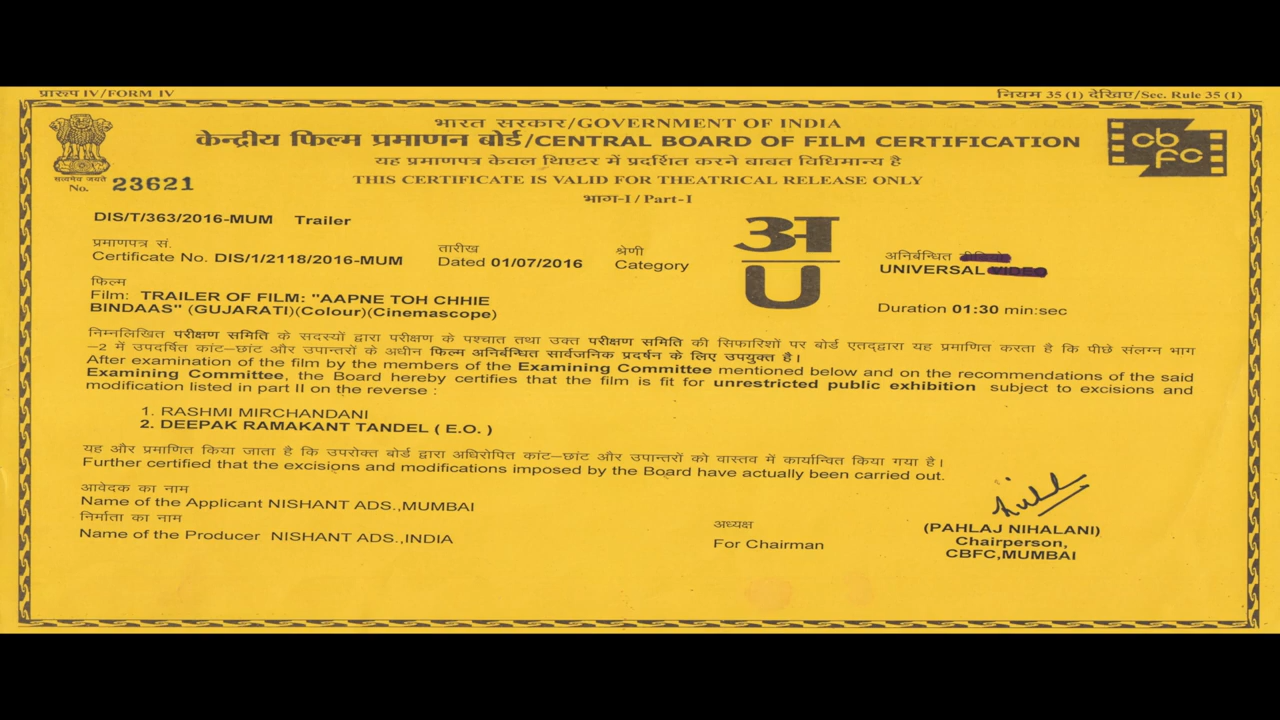 प्रारूप IV/FORM IV
नियम 35 (1) देखिए/Sec. Rule 35 (1)
भारत सरकार/GOVERNMENT OF INDIA
केन्द्रीय फिल्म प्रमाणन बोर्ड/CENTRAL BOARD OF FILM CERTIFICATION
cbfc
यह प्रमाणपत्र केवल थिएटर में प्रदर्शित करने बाबत विधिमान्य है
सत्यमेव जयते
No. 23621
THIS CERTIFICATE IS VALID FOR THEATRICAL RELEASE ONLY
भाग-I / Part-I
DIS/T/363/2016-MUM Trailer
प्रमाणपत्र सं.
Certificate No. DIS/1/2118/2016-MUM
तारीख
Dated 01/07/2016
श्रेणी
Category
अ
U
अनिर्बन्धित
UNIVERSAL VIDEO
फिल्म
Film: TRAILER OF FILM: "AAPNE TOH CHHIE
BINDAAS" (GUJARATI)(Colour)(Cinemascope)
Duration 01:30 min:sec
निम्नलिखित परीक्षण समिति के सदस्यों द्वारा परीक्षण के पश्चात तथा उक्त परीक्षण समिति की सिफारिशों पर बोर्ड एतद्द्वारा यह प्रमाणित करता है कि पीछे संलग्न भाग
-2 में उपदर्शित कांट-छांट और उपान्तरों के अधीन फिल्म अनिर्बन्धित सार्वजनिक प्रदर्शन के लिए उपयुक्त है।
After examination of the film by the members of the Examining Committee mentioned below and on the recommendations of the said
Examining Committee, the Board hereby certifies that the film is fit for unrestricted public exhibition subject to excisions and
modification listed in part II on the reverse :
1. RASHMI MIRCHANDANI
2. DEEPAK RAMAKANT TANDEL ( E.O. )
यह और प्रमाणित किया जाता है कि उपरोक्त बोर्ड द्वारा अधिरोपित कांट-छांट और उपान्तरों को वास्तव में कार्यान्वित किया गया है।
Further certified that the excisions and modifications imposed by the Board have actually been carried out.
आवेदक का नाम
Name of the Applicant NISHANT ADS.,MUMBAI
निर्माता का नाम
Name of the Producer NISHANT ADS.,INDIA
अध्यक्ष
For Chairman
(PAHLAJ NIHALANI)
Chairperson,
CBFC,MUMBAI